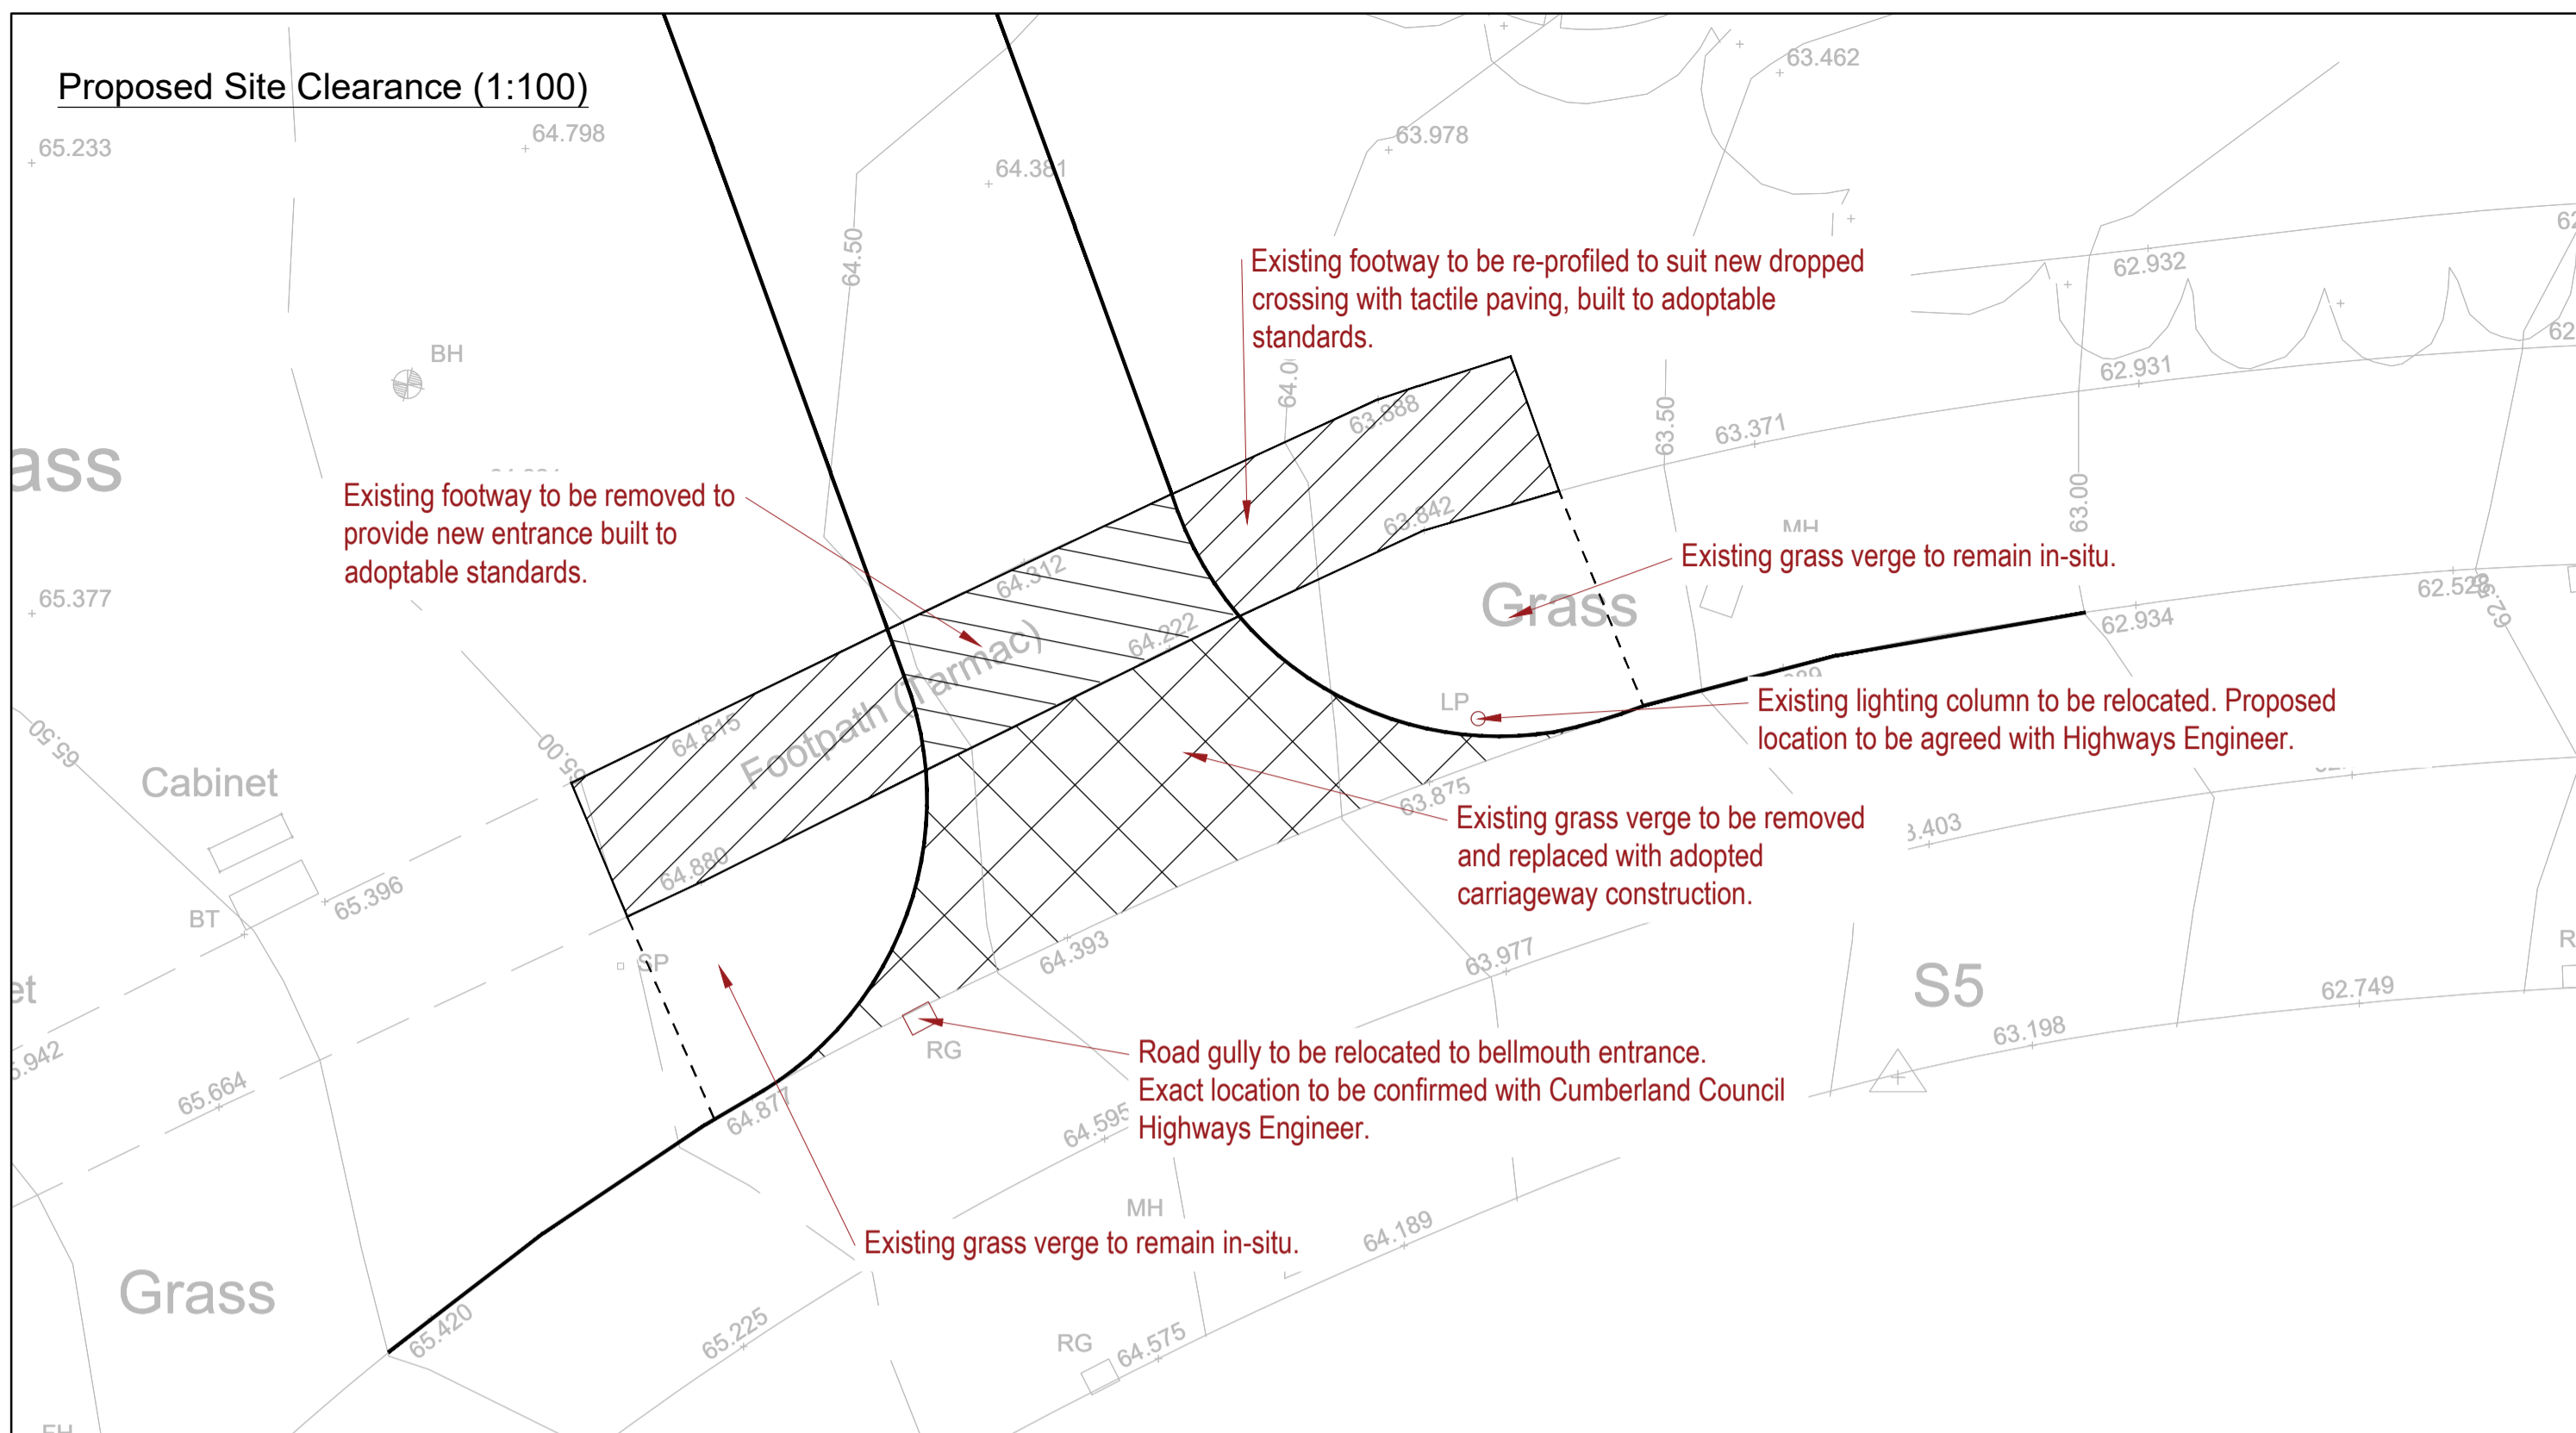 Proposed Site Clearance (1:100)
63.462
65.233
64.798
63.978
64.381
64.50
62.932
Existing footway to be re-profiled to suit new dropped
crossing with tactile paving, built to adoptable
standards.
BH
62.931
63.888
63.50
63.371
Existing footway to be removed to
provide new entrance built to
adoptable standards.
63.842
63.00
MH
Existing grass verge to remain in-situ.
64.312
Grass
65.377
64.222
62.934
Footpath (Tarmac)
LP
Existing lighting column to be relocated. Proposed
location to be agreed with Highways Engineer.
64.815
65.50
65.00
Cabinet
63.875
Existing grass verge to be removed
and replaced with adopted
carriageway construction.
64.880
65.396
BT
64.393
63.977
SP
S5
62.749
63.198
RG
Road gully to be relocated to bellmouth entrance.
Exact location to be confirmed with Cumberland Council
Highways Engineer.
65.664
64.877
64.595
MH
64.189
Existing grass verge to remain in-situ.
Grass
65.420
65.225
RG
64.575